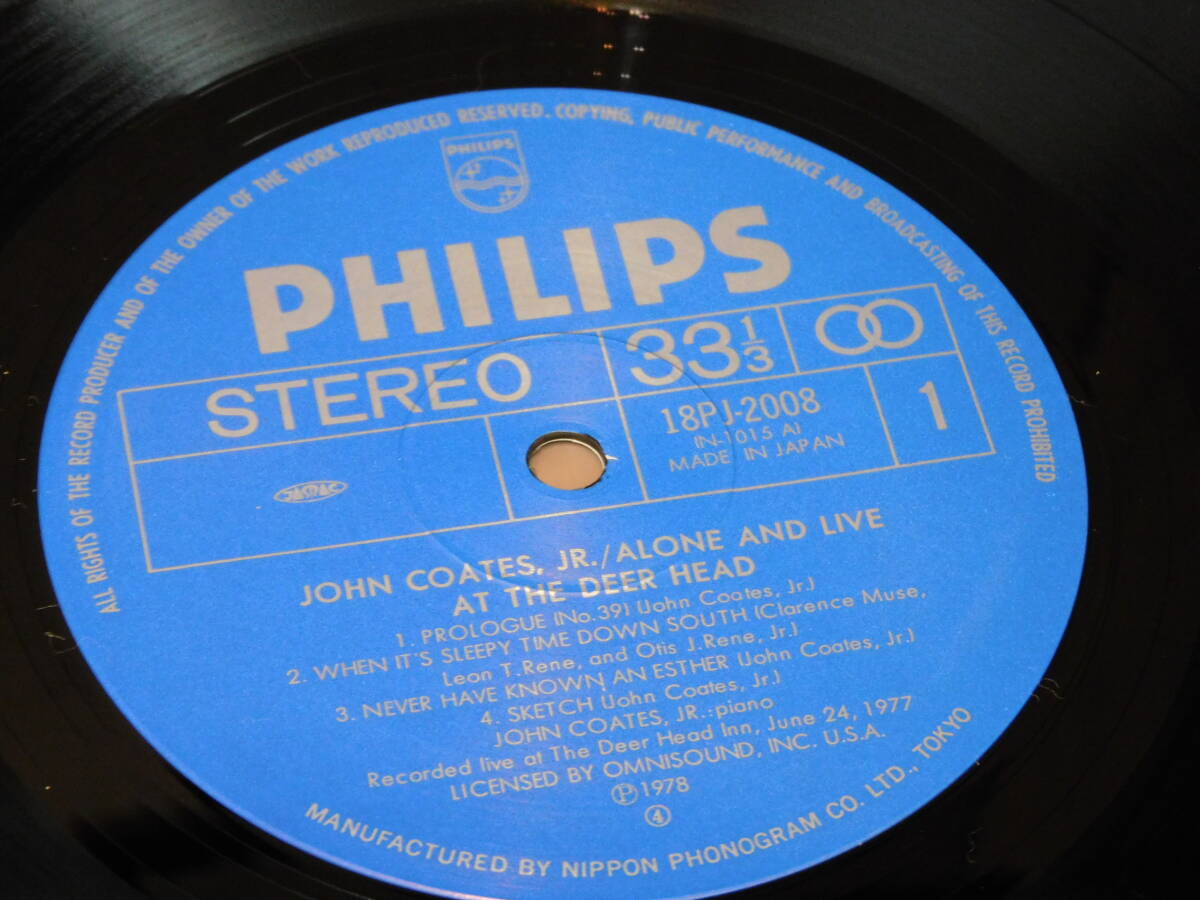 ALL RIGHTS OF THE RECORD PRODUCER AND OF THE OWNER OF THE WORK REPRODUCED RESERVED. COPYING, PUBLIC PERFORMANCE AND BROADCASTING OF THIS RECORD PROHIBITED
PHILIPS
PHILIPS
STEREO
33 1/3
18PJ-2008
IN-1015 A)
MADE IN JAPAN
1
JASRAC
JOHN COATES, JR./ALONE AND LIVE
AT THE DEER HEAD
1. PROLOGUE (No.39) (John Coates, Jr.)
2. WHEN IT'S SLEEPY TIME DOWN SOUTH (Clarence Muse,
Leon T.Rene, and Otis J.Rene, Jr.)
3. NEVER HAVE KNOWN AN ESTHER (John Coates, Jr.)
4. SKETCH (John Coates, Jr.)
JOHN COATES, JR.:piano
Recorded live at The Deer Head Inn, June 24, 1977
LICENSED BY OMNISOUND, INC. U.S.A.
Ⓟ1978
④
MANUFACTURED BY NIPPON PHONOGRAM CO. LTD., TOKYO